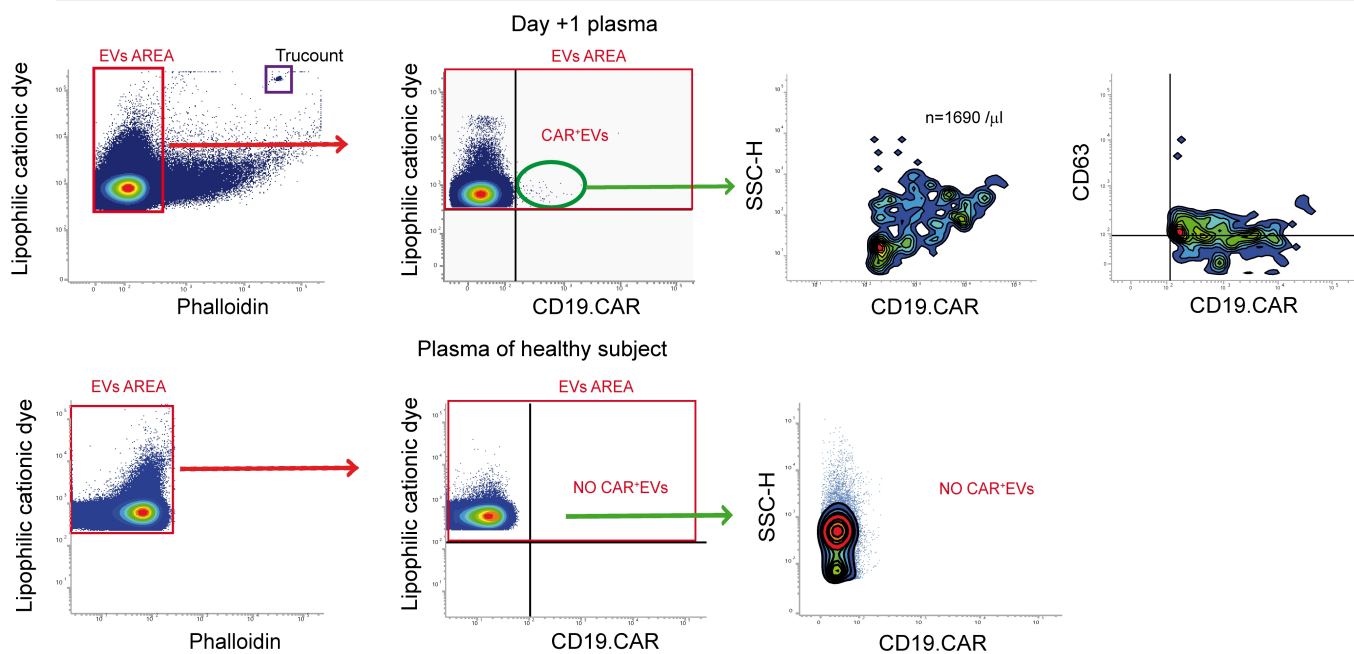 Day +1 plasma
EVs AREA
Trucount
Lipophilic cationic dye
Phalloidin
EVs AREA
CAR⁺EVs
Lipophilic cationic dye
CD19.CAR
n=1690 /µl
SSC-H
CD19.CAR
CD63
CD19.CAR
Plasma of healthy subject
EVs AREA
Lipophilic cationic dye
Phalloidin
EVs AREA
NO CAR⁺EVs
Lipophilic cationic dye
CD19.CAR
NO CAR⁺EVs
SSC-H
CD19.CAR